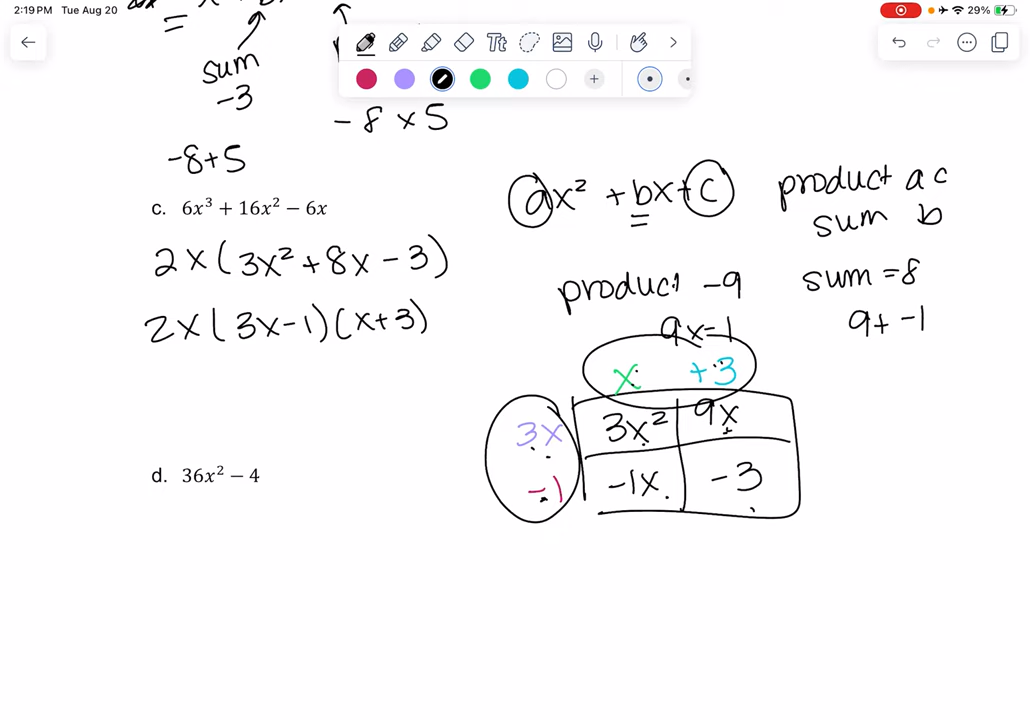 2:19 PM Tue Aug 20
29%
=
sum
-3
Tt
-8 x 5
-8+5
c. 6x³ + 16x² − 6x
2x(3x² + 8x - 3)
2x(3x-1)(x+3)
ax² + bx + c
=
product ac
sum b
product -9
sum = 8
9x-1
9+ -1
x +3
3x 3x² 9x
-1 -1x -3
d. 36x² − 4